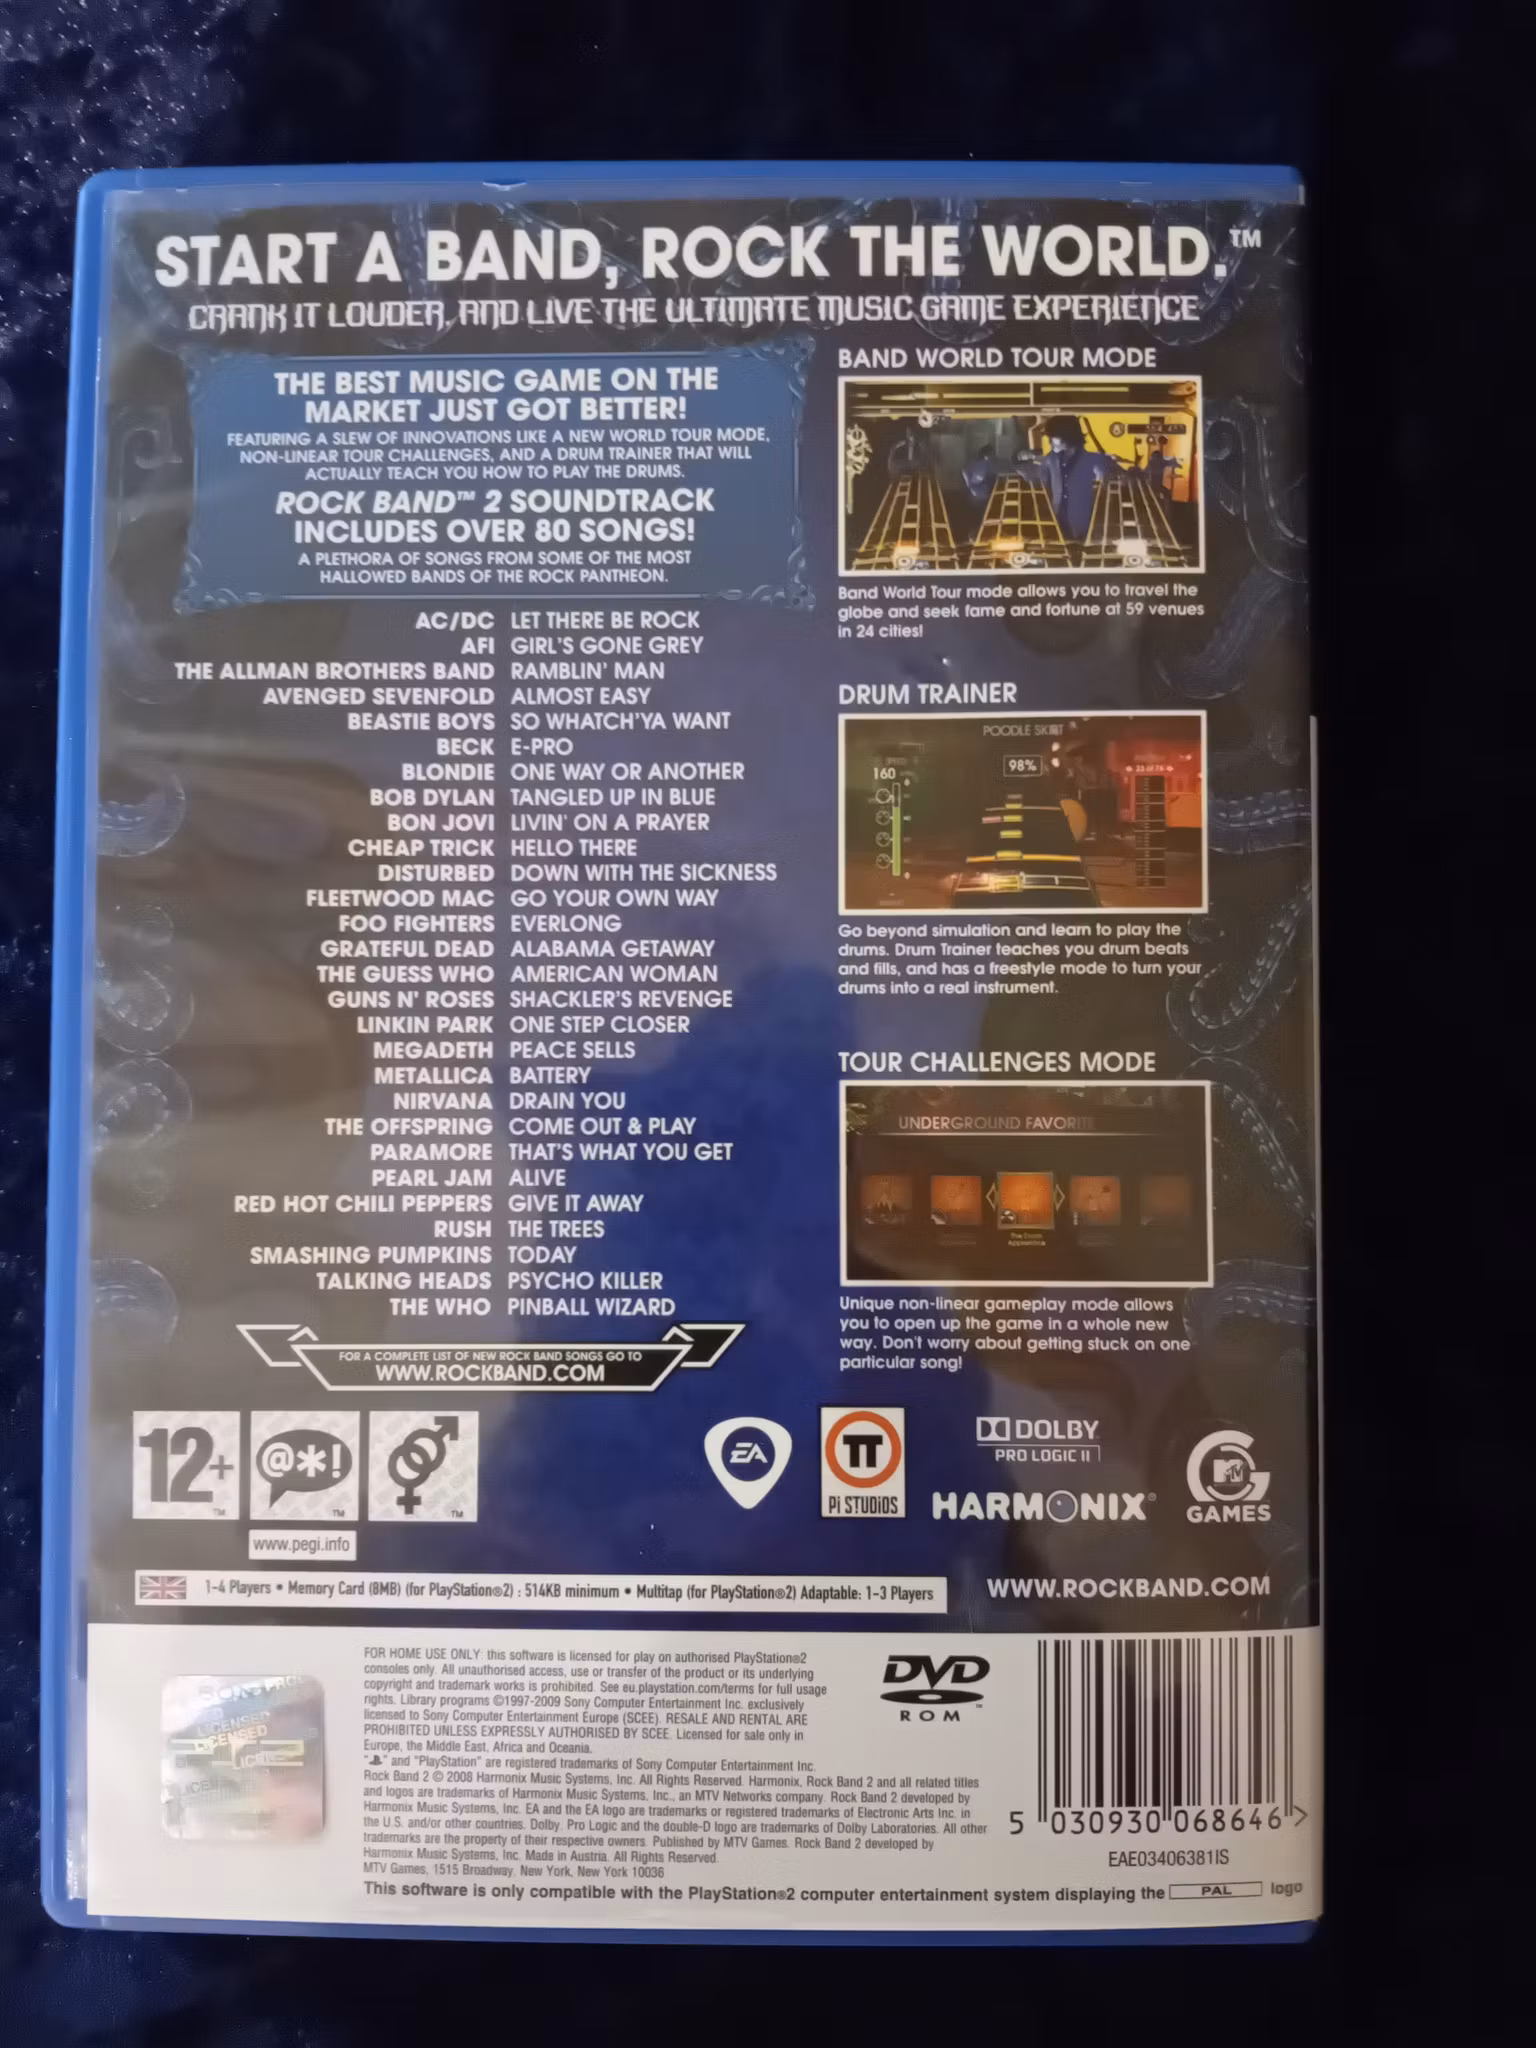 START A BAND, ROCK THE WORLD.™
CRANK IT LOUDER, AND LIVE THE ULTIMATE MUSIC GAME EXPERIENCE
THE BEST MUSIC GAME ON THE
MARKET JUST GOT BETTER!
FEATURING A SLEW OF INNOVATIONS LIKE A NEW WORLD TOUR MODE,
NON-LINEAR TOUR CHALLENGES, AND A DRUM TRAINER THAT WILL
ACTUALLY TEACH YOU HOW TO PLAY THE DRUMS.
ROCK BAND™ 2 SOUNDTRACK
INCLUDES OVER 80 SONGS!
A PLETHORA OF SONGS FROM SOME OF THE MOST
HALLOWED BANDS OF THE ROCK PANTHEON.
AC/DC LET THERE BE ROCK
AFI GIRL'S GONE GREY
THE ALLMAN BROTHERS BAND RAMBLIN' MAN
AVENGED SEVENFOLD ALMOST EASY
BEASTIE BOYS SO WHATCH'YA WANT
BECK E-PRO
BLONDIE ONE WAY OR ANOTHER
BOB DYLAN TANGLED UP IN BLUE
BON JOVI LIVIN' ON A PRAYER
CHEAP TRICK HELLO THERE
DISTURBED DOWN WITH THE SICKNESS
FLEETWOOD MAC GO YOUR OWN WAY
FOO FIGHTERS EVERLONG
GRATEFUL DEAD ALABAMA GETAWAY
THE GUESS WHO AMERICAN WOMAN
GUNS N' ROSES SHACKLER'S REVENGE
LINKIN PARK ONE STEP CLOSER
MEGADETH PEACE SELLS
METALLICA BATTERY
NIRVANA DRAIN YOU
THE OFFSPRING COME OUT & PLAY
PARAMORE THAT'S WHAT YOU GET
PEARL JAM ALIVE
RED HOT CHILI PEPPERS GIVE IT AWAY
RUSH THE TREES
SMASHING PUMPKINS TODAY
TALKING HEADS PSYCHO KILLER
THE WHO PINBALL WIZARD
FOR A COMPLETE LIST OF NEW ROCK BAND SONGS GO TO
WWW.ROCKBAND.COM
BAND WORLD TOUR MODE
Band World Tour mode allows you to travel the
globe and seek fame and fortune at 59 venues
in 24 cities!
DRUM TRAINER
POODLE SKIRT
98%
160
Go beyond simulation and learn to play the
drums. Drum Trainer teaches you drum beats
and fills, and has a freestyle mode to turn your
drums into a real instrument.
TOUR CHALLENGES MODE
UNDERGROUND FAVORITE
Unique non-linear gameplay mode allows
you to open up the game in a whole new
way. Don't worry about getting stuck on one
particular song!
12+™
@*!™
™
www.pegi.info
EA
Pi STUDIOS
DOLBY
PRO LOGIC II
HARMONIX®
MTV
GAMES
1-4 Players • Memory Card (8MB) (for PlayStation®2) : 514KB minimum • Multitap (for PlayStation®2) Adaptable: 1-3 Players
WWW.ROCKBAND.COM
LICENSED
LICENSED
FOR HOME USE ONLY: this software is licensed for play on authorised PlayStation®2
consoles only. All unauthorised access, use or transfer of the product or its underlying
copyright and trademark works is prohibited. See eu.playstation.com/terms for full usage
rights. Library programs ©1997-2009 Sony Computer Entertainment Inc. exclusively
licensed to Sony Computer Entertainment Europe (SCEE). RESALE AND RENTAL ARE
PROHIBITED UNLESS EXPRESSLY AUTHORISED BY SCEE. Licensed for sale only in
Europe, the Middle East, Africa and Oceania.
" " and "PlayStation" are registered trademarks of Sony Computer Entertainment Inc.
Rock Band 2 © 2008 Harmonix Music Systems, Inc. All Rights Reserved. Harmonix, Rock Band 2 and all related titles
and logos are trademarks of Harmonix Music Systems, Inc., an MTV Networks company. Rock Band 2 developed by
Harmonix Music Systems, Inc. EA and the EA logo are trademarks or registered trademarks of Electronic Arts Inc. in
the U.S. and/or other countries. Dolby, Pro Logic and the double-D logo are trademarks of Dolby Laboratories. All other
trademarks are the property of their respective owners. Published by MTV Games. Rock Band 2 developed by
Harmonix Music Systems, Inc. Made in Austria. All Rights Reserved.
MTV Games, 1515 Broadway, New York, New York 10036
This software is only compatible with the PlayStation®2 computer entertainment system displaying the PAL logo
DVD™
ROM
5 030930 068646 >
EAE03406381IS